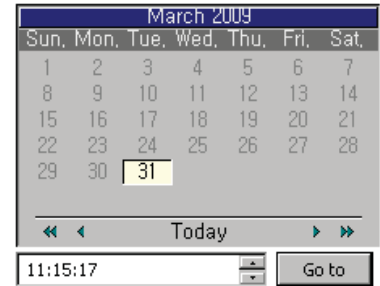 March 2009
Sun, Mon, Tue, Wed, Thu, Fri, Sat,
1 2 3 4 5 6 7
8 9 10 11 12 13 14
15 16 17 18 19 20 21
22 23 24 25 26 27 28
29 30 31
Today
11:15:17 Go to